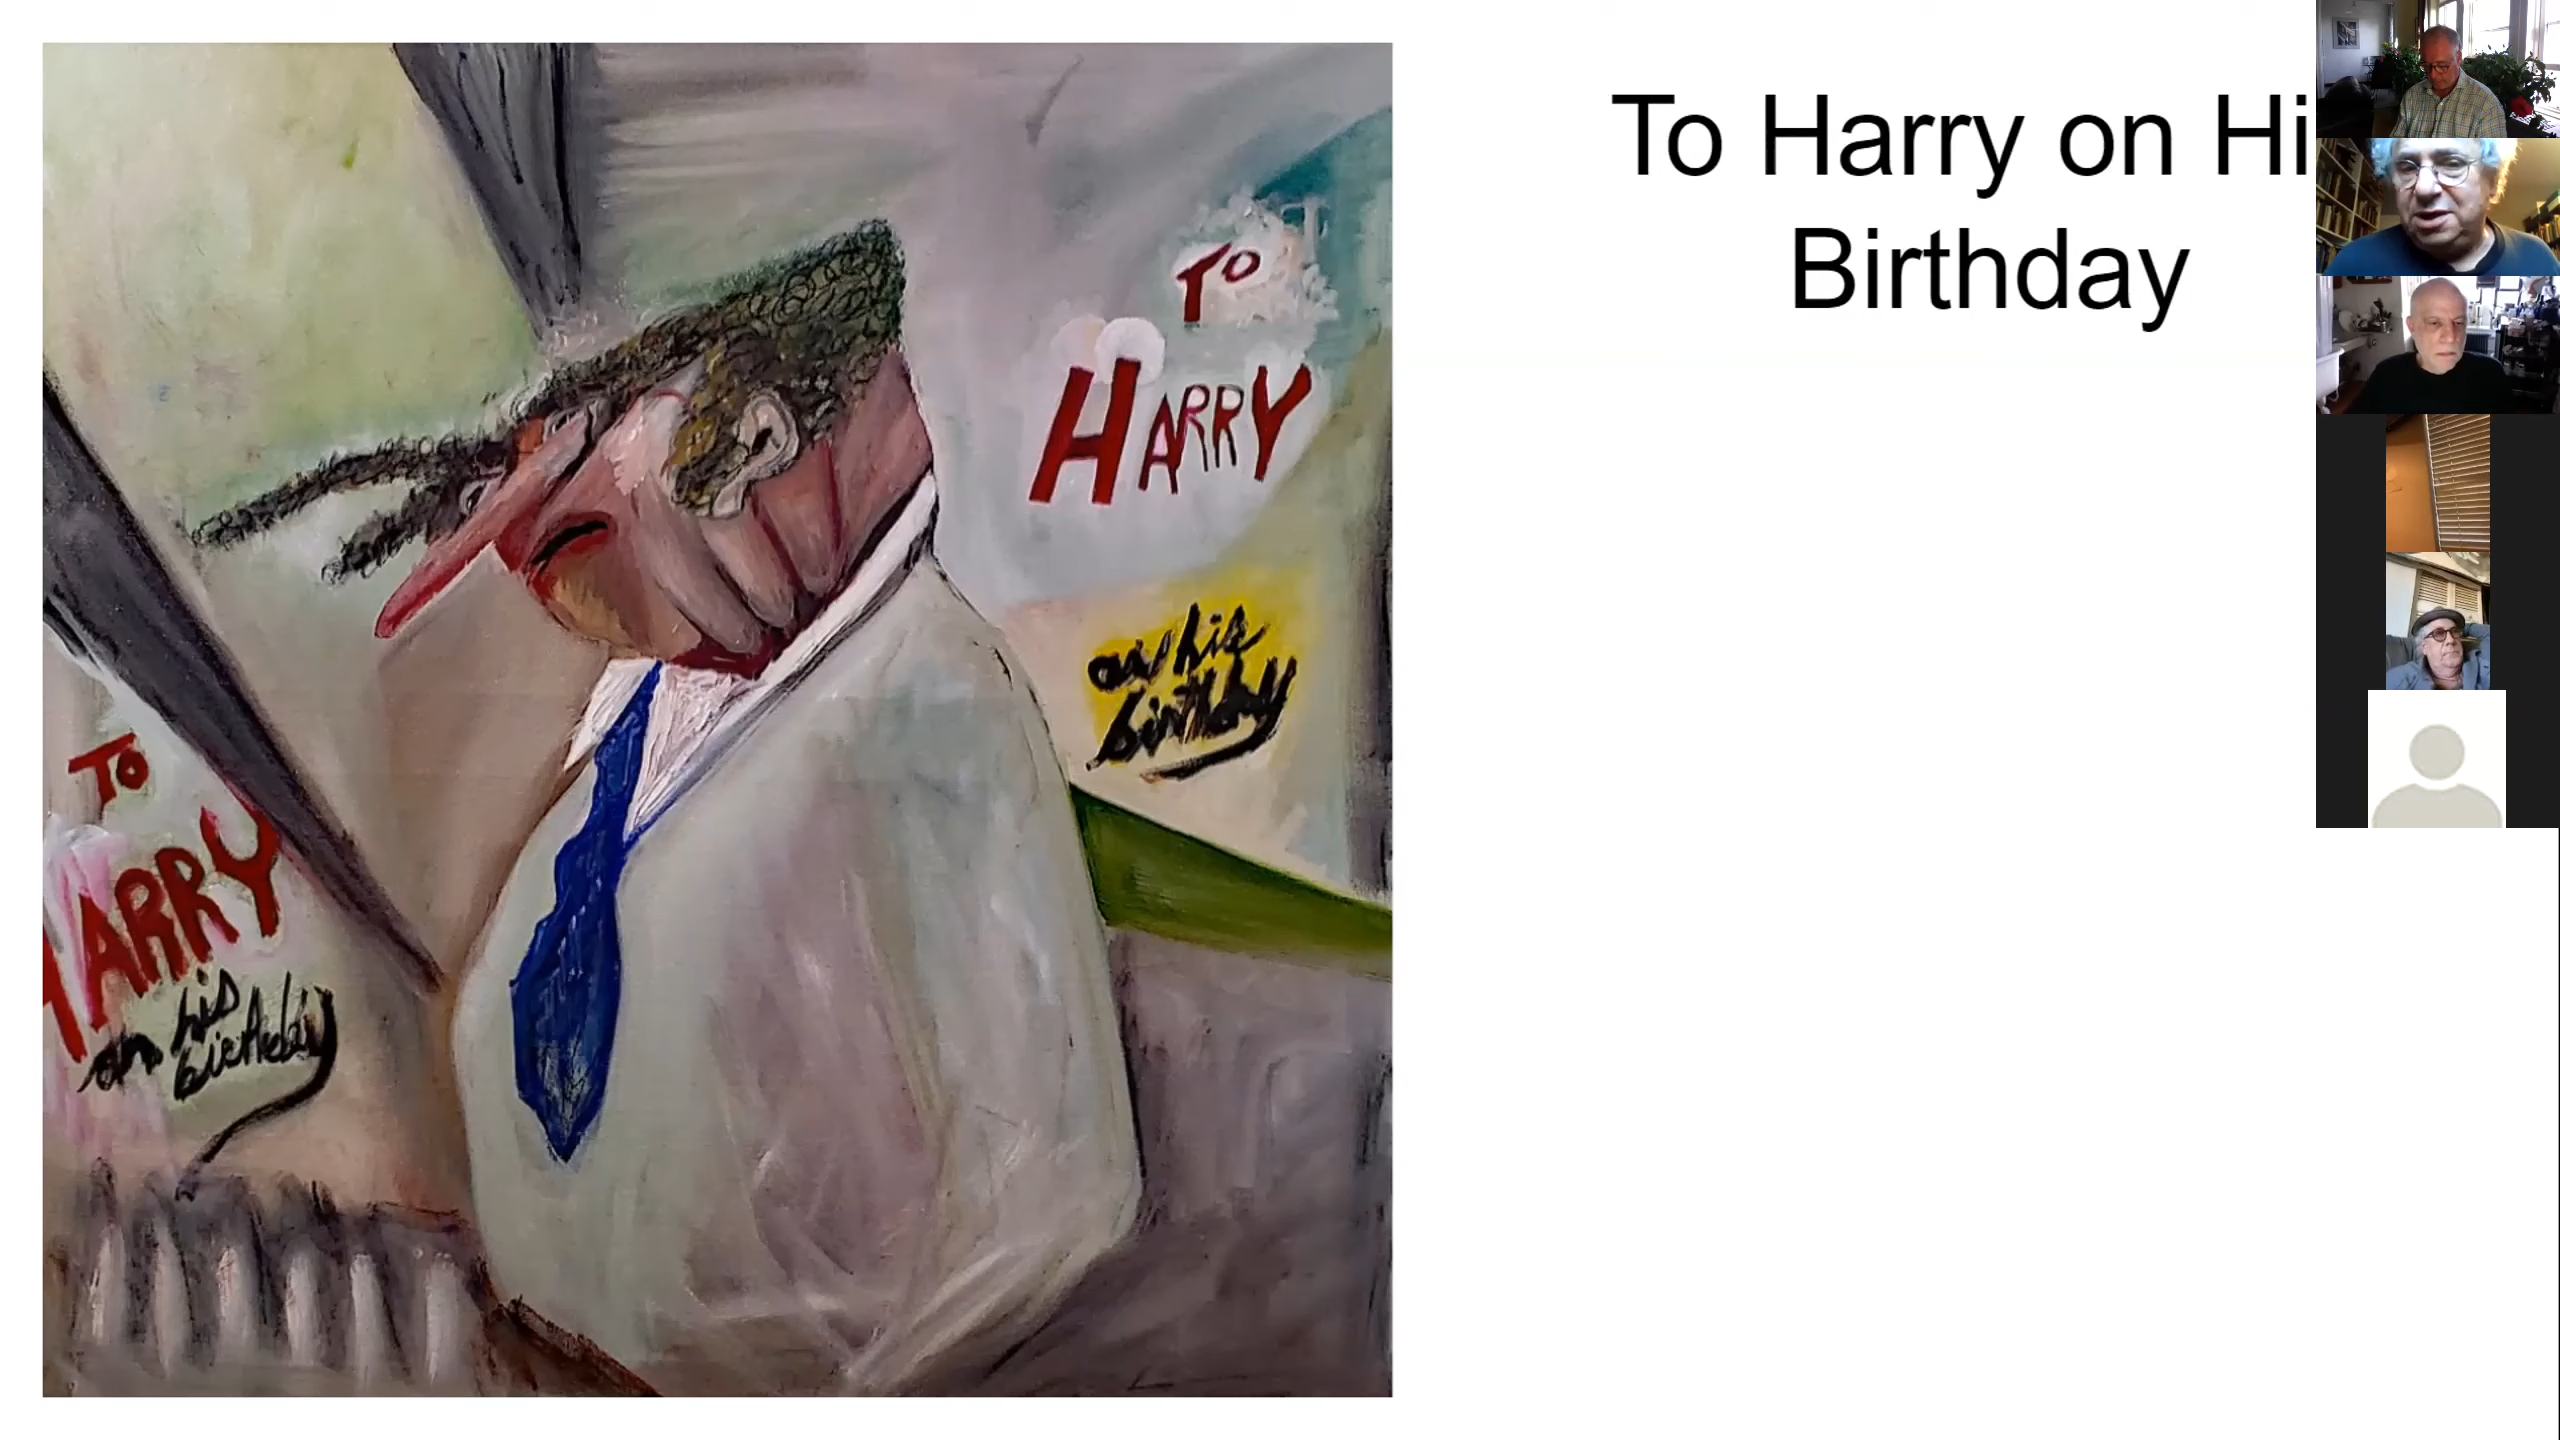 To Harry on Hi
Birthday
TO
HARRY
on his
birthday
TO
HARRY
on his
birthday